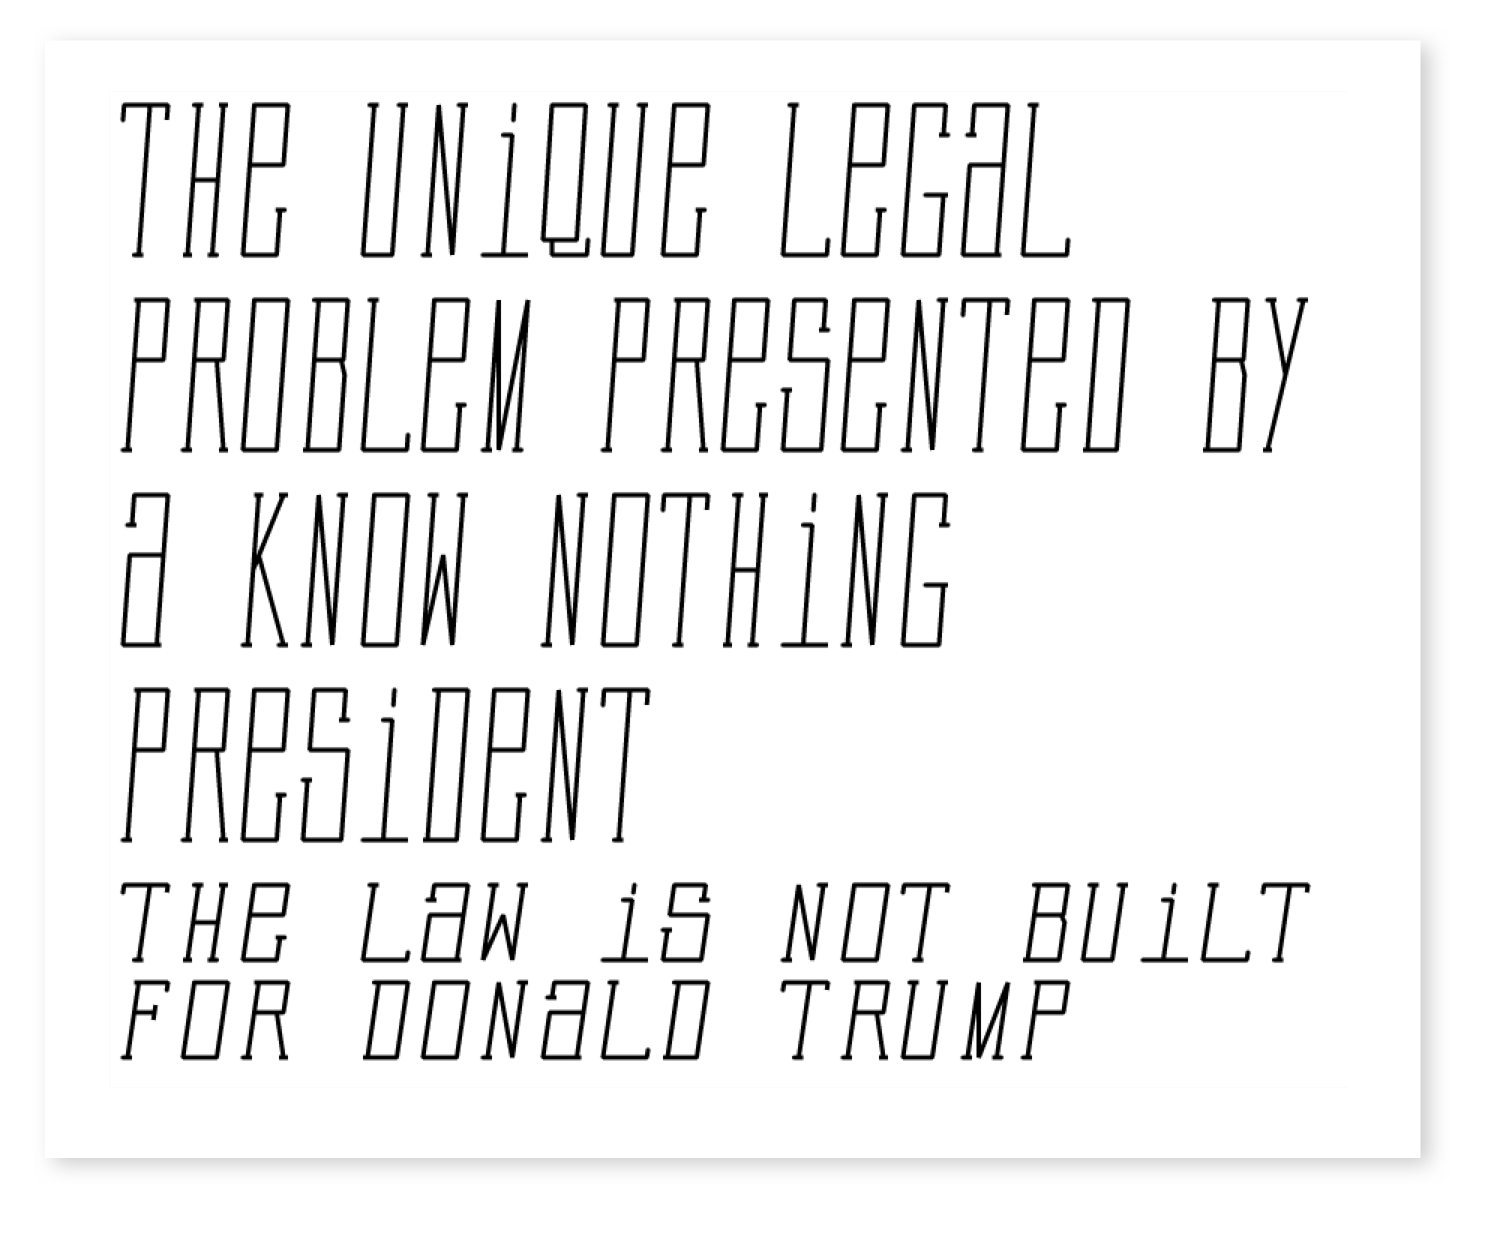 THe UNiQUe LeGaL
PROBLeM PReSeNTeD BY
a KNOW NOTHiNG
PReSiDeNT
THe LaW iS NOT BUiLT
FOR DONaLD TRUMP